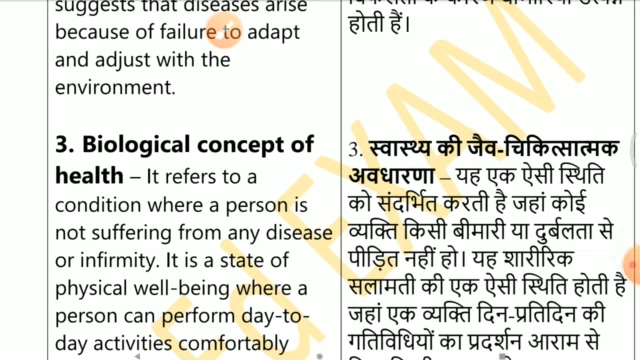 suggests that diseases arise
because of failure to adapt
and adjust with the
environment.
3. Biological concept of
health – It refers to a
condition where a person is
not suffering from any disease
or infirmity. It is a state of
physical well-being where a
person can perform day-to-
day activities comfortably
होती हैं।
3. स्वास्थ्य की जैव-चिकित्सात्मक
अवधारणा – यह एक ऐसी स्थिति
को संदर्भित करती है जहां कोई
व्यक्ति किसी बीमारी या दुर्बलता से
पीड़ित नहीं हो। यह शारीरिक
सलामती की एक ऐसी स्थिति होती है
जहां एक व्यक्ति दिन-प्रतिदिन की
गतिविधियों का प्रदर्शन आराम से
Ed EXAM